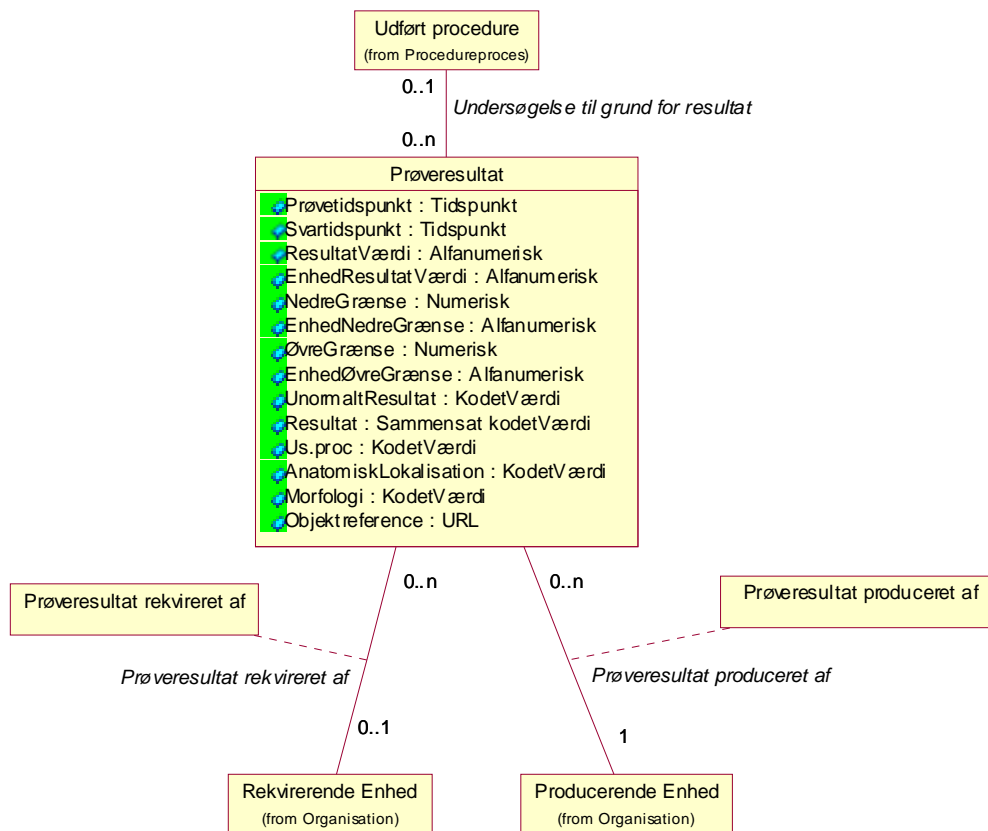 Udført procedure
(from Procedureproces)
0..1
Undersøgelse til grund for resultat
0..n
Prøveresultat
Prøvetidspunkt : Tidspunkt
Svartidspunkt : Tidspunkt
ResultatVærdi : Alfanumerisk
EnhedResultatVærdi : Alfanumerisk
NedreGrænse : Numerisk
EnhedNedreGrænse : Alfanumerisk
ØvreGrænse : Numerisk
EnhedØvreGrænse : Alfanumerisk
UnormaltResultat : KodetVærdi
Resultat : Sammensat kodetVærdi
Us.proc : KodetVærdi
AnatomiskLokalisation : KodetVærdi
Morfologi : KodetVærdi
Objektreference : URL
0..n
0..n
Prøveresultat rekvireret af
Prøveresultat produceret af
Prøveresultat rekvireret af
Prøveresultat produceret af
0..1
1
Rekvirerende Enhed
(from Organisation)
Producerende Enhed
(from Organisation)